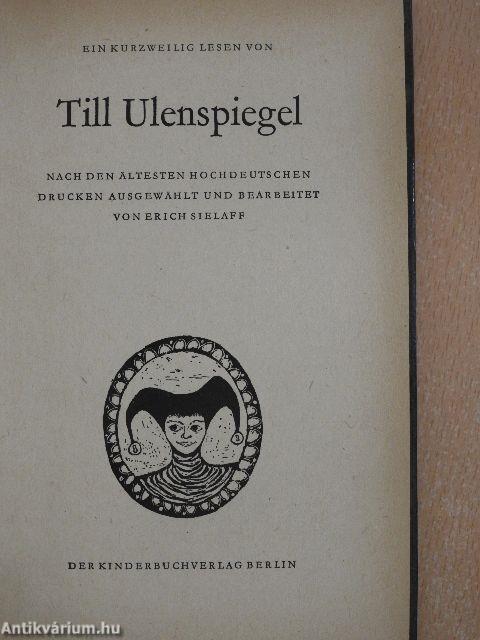 EIN KURZWEILIG LESEN VON
Till Ulenspiegel
NACH DEN ÄLTESTEN HOCHDEUTSCHEN
DRUCKEN AUSGEWÄHLT UND BEARBEITET
VON ERICH SIELAFF
DER KINDERBUCHVERLAG BERLIN
Antikvárium.hu